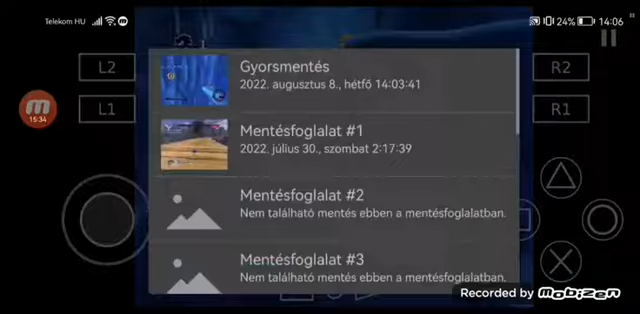 Telekom HU
24%
14:06
L2
R2
L1
R1
15:34
Gyorsmentés
2022. augusztus 8., hétfő 14:03:41
Mentésfoglalat #1
2022. július 30., szombat 2:17:39
Mentésfoglalat #2
Nem található mentés ebben a mentésfoglalatban.
Mentésfoglalat #3
Nem található mentés ebben a mentésfoglalatban.
Recorded by mobizen